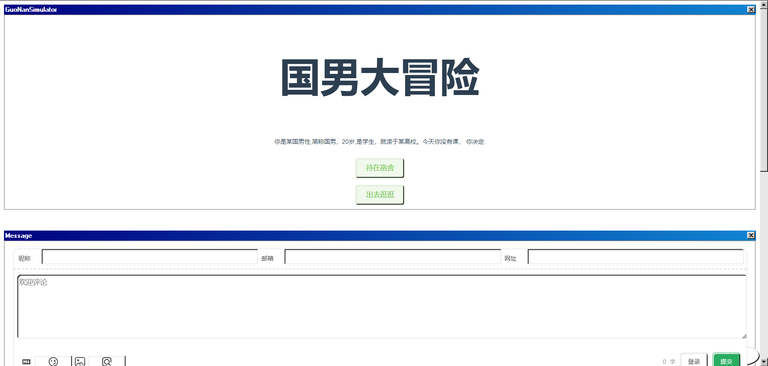 GuoNanSimulator
国男大冒险
你是某国男性,简称国男，20岁,是学生，就读于某高校。今天你没有课， 你决定:
待在宿舍
出去逛逛
Message
昵称
邮箱
网址
欢迎评论
0 字
登录
提交